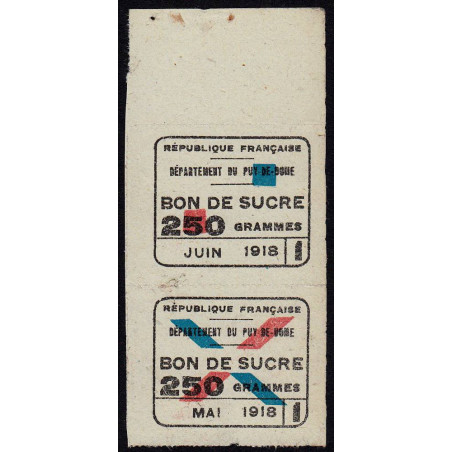 RÉPUBLIQUE FRANÇAISE
DÉPARTEMENT DU PUY-DE-DOME
BON DE SUCRE
250 GRAMMES
JUIN 1918 1
RÉPUBLIQUE FRANÇAISE
DÉPARTEMENT DU PUY-DE-DOME
BON DE SUCRE
250 GRAMMES
MAI 1918 1